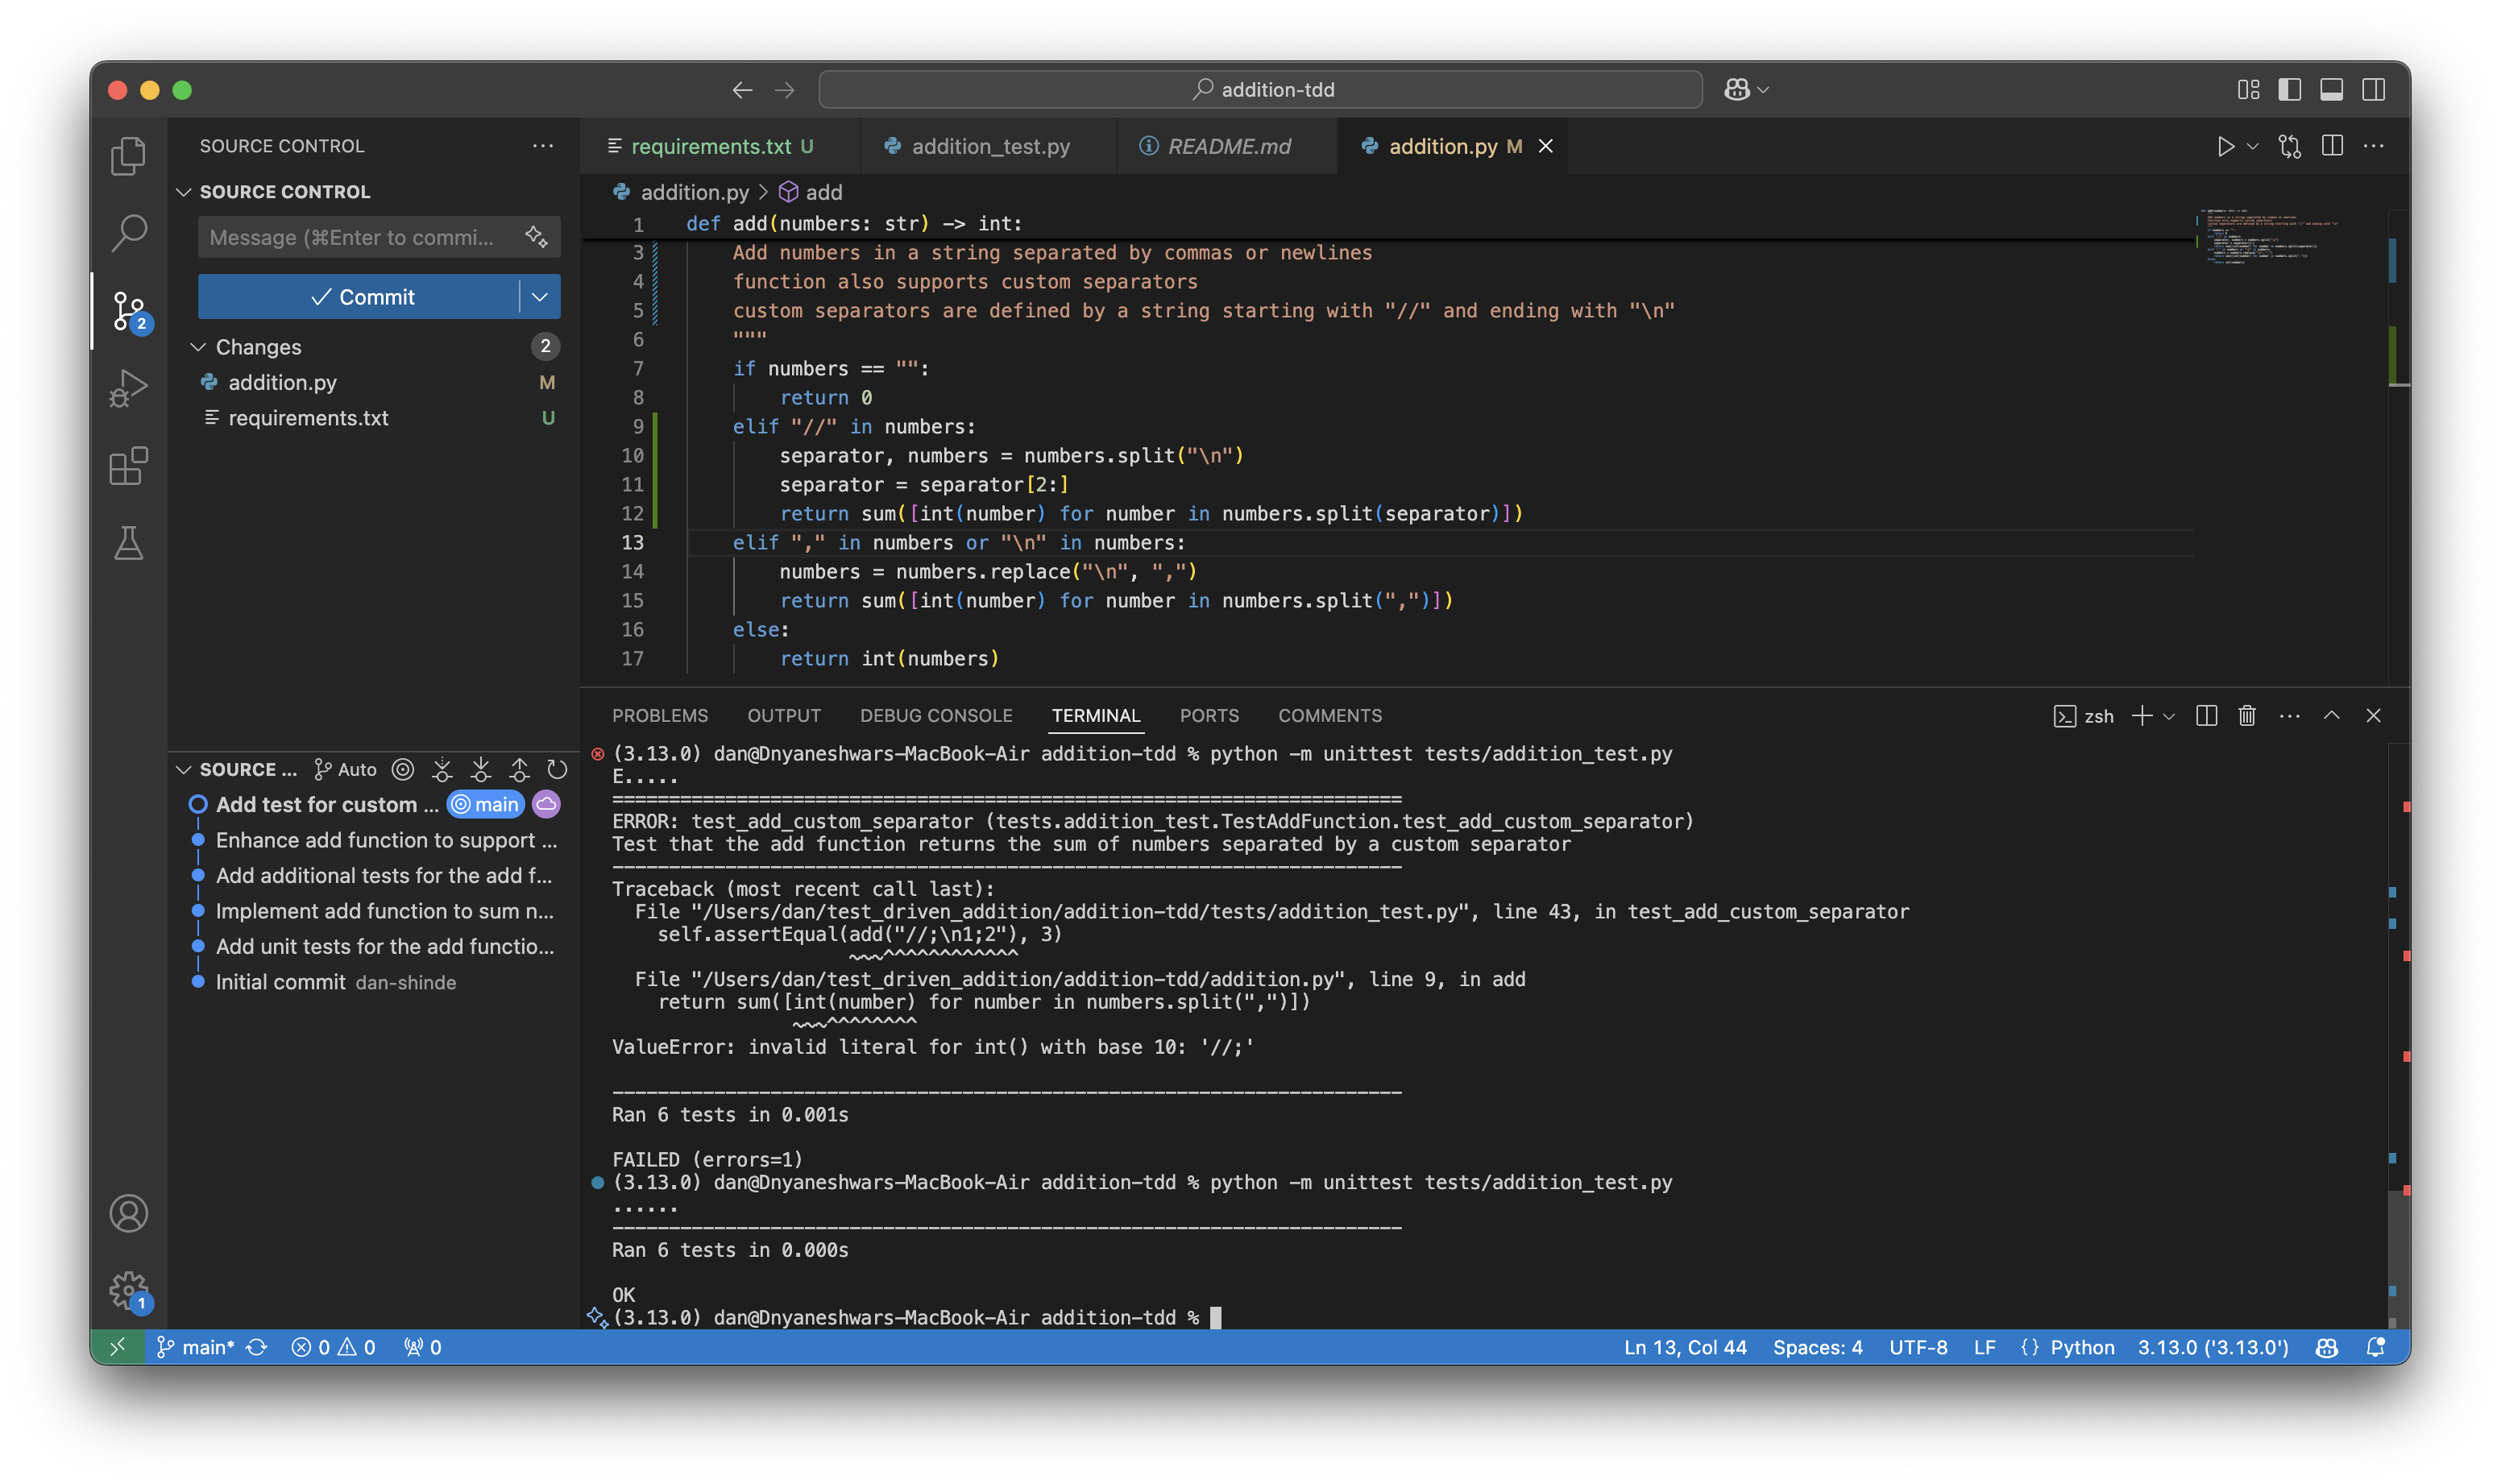 addition-tdd
SOURCE CONTROL
SOURCE CONTROL
Message (⌘Enter to commi...
Commit
Changes 2
addition.py M
requirements.txt U
2
SOURCE ... Auto
Add test for custom ... main
Enhance add function to support ...
Add additional tests for the add f...
Implement add function to sum n...
Add unit tests for the add functio...
Initial commit dan-shinde
1
requirements.txt U addition_test.py README.md addition.py M
addition.py > add
1 def add(numbers: str) -> int:
3 Add numbers in a string separated by commas or newlines
4 function also supports custom separators
5 custom separators are defined by a string starting with "//" and ending with "\n"
6 """
7 if numbers == "":
8 return 0
9 elif "//" in numbers:
10 separator, numbers = numbers.split("\n")
11 separator = separator[2:]
12 return sum([int(number) for number in numbers.split(separator)])
13 elif "," in numbers or "\n" in numbers:
14 numbers = numbers.replace("\n", ",")
15 return sum([int(number) for number in numbers.split(",")])
16 else:
17 return int(numbers)
PROBLEMS OUTPUT DEBUG CONSOLE TERMINAL PORTS COMMENTS zsh
(3.13.0) dan@Dnyaneshwars-MacBook-Air addition-tdd % python -m unittest tests/addition_test.py
E.....
======================================================================
ERROR: test_add_custom_separator (tests.addition_test.TestAddFunction.test_add_custom_separator)
Test that the add function returns the sum of numbers separated by a custom separator
----------------------------------------------------------------------
Traceback (most recent call last):
File "/Users/dan/test_driven_addition/addition-tdd/tests/addition_test.py", line 43, in test_add_custom_separator
self.assertEqual(add("//;\n1;2"), 3)
~~~^^^^^^^^^^^^
File "/Users/dan/test_driven_addition/addition-tdd/addition.py", line 9, in add
return sum([int(number) for number in numbers.split(",")])
~~~^^^^^^^^
ValueError: invalid literal for int() with base 10: '//;'
----------------------------------------------------------------------
Ran 6 tests in 0.001s
FAILED (errors=1)
(3.13.0) dan@Dnyaneshwars-MacBook-Air addition-tdd % python -m unittest tests/addition_test.py
......
----------------------------------------------------------------------
Ran 6 tests in 0.000s
OK
(3.13.0) dan@Dnyaneshwars-MacBook-Air addition-tdd %
main* 0 0 0 Ln 13, Col 44 Spaces: 4 UTF-8 LF {} Python 3.13.0 ('3.13.0')